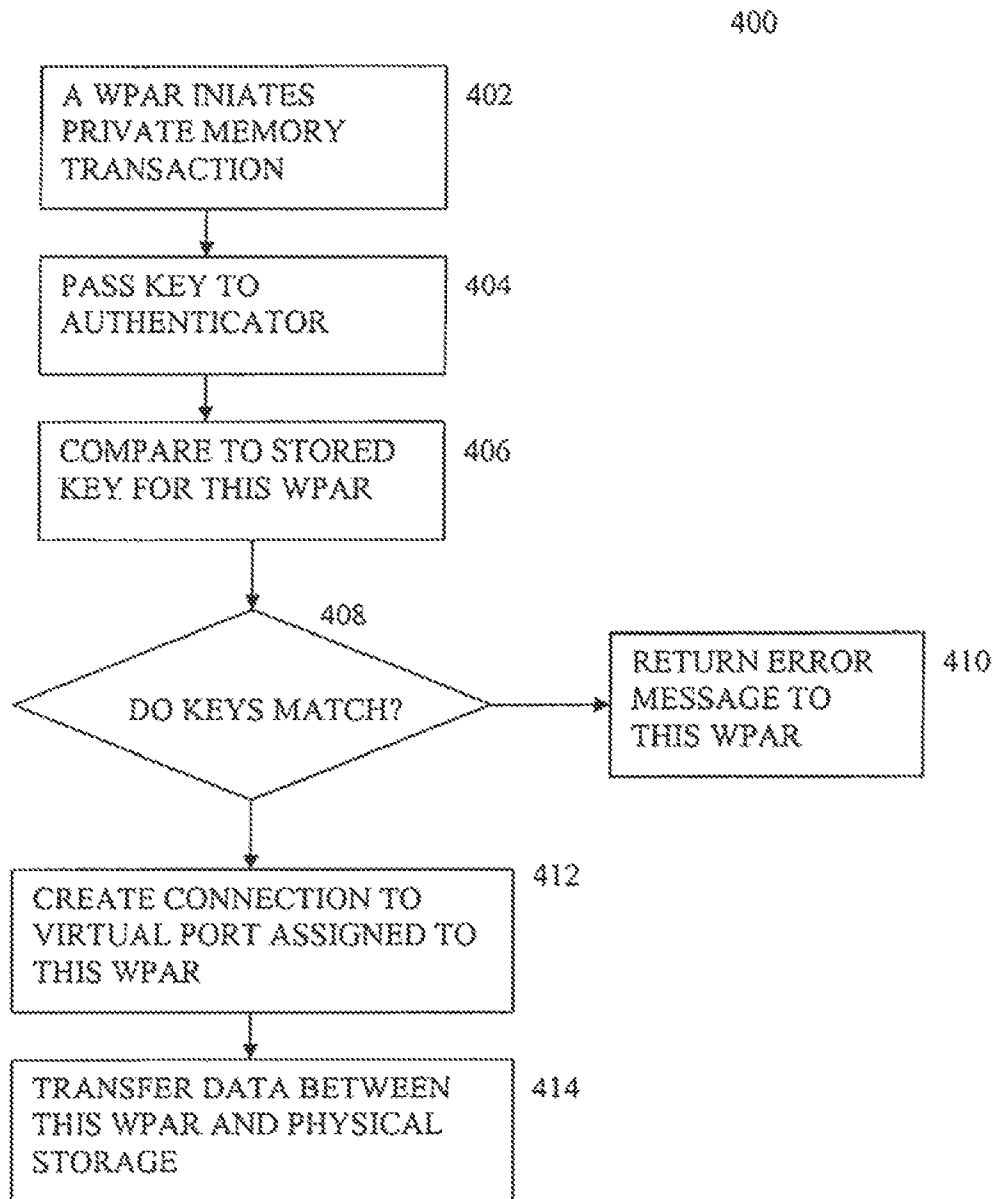 400
A WPAR INIATES
PRIVATE MEMORY
TRANSACTION
402
PASS KEY TO
AUTHENTICATOR
404
COMPARE TO STORED
KEY FOR THIS WPAR
406
408
DO KEYS MATCH?
RETURN ERROR
MESSAGE TO
THIS WPAR
410
CREATE CONNECTION TO
VIRTUAL PORT ASSIGNED TO
THIS WPAR
412
TRANSFER DATA BETWEEN
THIS WPAR AND PHYSICAL
STORAGE
414